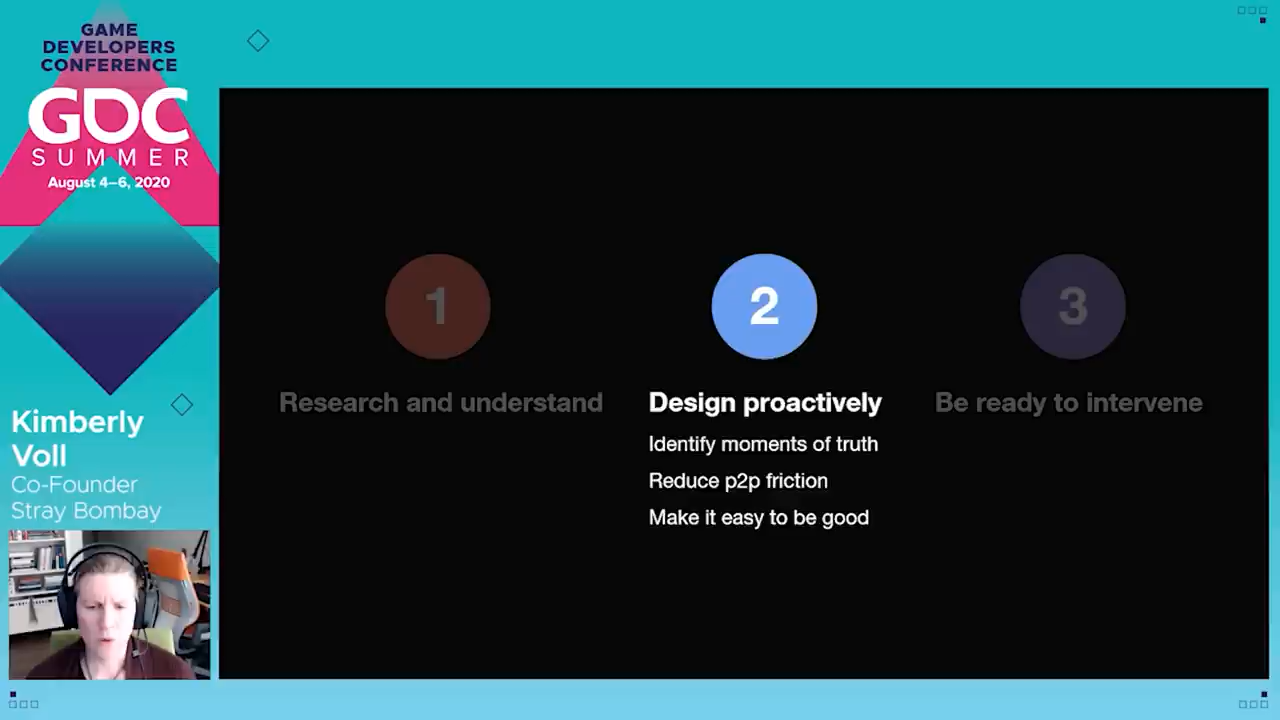 GAME
DEVELOPERS
CONFERENCE
GDC
SUMMER
August 4–6, 2020
Kimberly
Voll
Co-Founder
Stray Bombay
1
2
3
Research and understand
Design proactively
Be ready to intervene
Identify moments of truth
Reduce p2p friction
Make it easy to be good